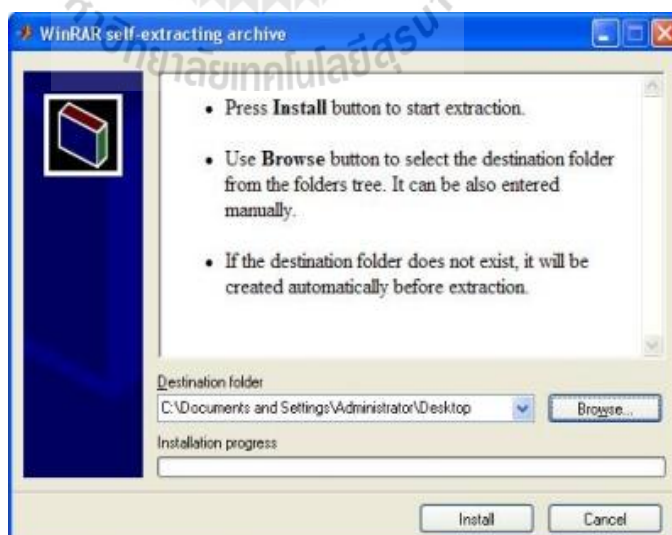 WinRAR self-extracting archive
• Press Install button to start extraction.
• Use Browse button to select the destination folder
from the folders tree. It can be also entered
manually.
• If the destination folder does not exist, it will be
created automatically before extraction.
Destination folder
C:\Documents and Settings\Administrator\Desktop
Browse...
Installation progress
Install
Cancel